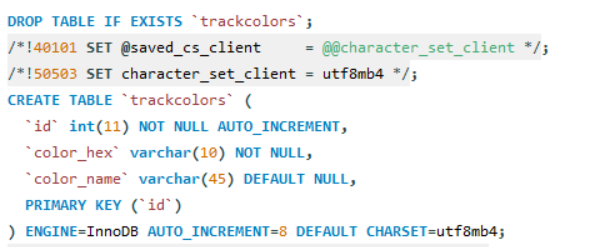 DROP TABLE IF EXISTS `trackcolors`;
/*!40101 SET @saved_cs_client     = @@character_set_client */;
/*!50503 SET character_set_client = utf8mb4 */;
CREATE TABLE `trackcolors` (
  `id` int(11) NOT NULL AUTO_INCREMENT,
  `color_hex` varchar(10) NOT NULL,
  `color_name` varchar(45) DEFAULT NULL,
  PRIMARY KEY (`id`)
) ENGINE=InnoDB AUTO_INCREMENT=8 DEFAULT CHARSET=utf8mb4;